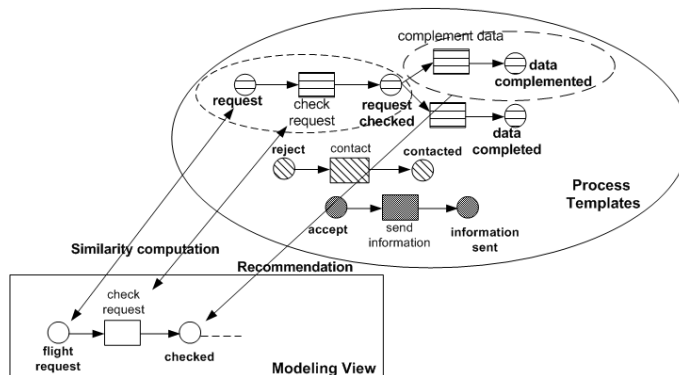 complement data
data
complemented
request
check
request
request
checked
data
completed
reject
contact
contacted
Process
Templates
accept
send
information
information
sent
Similarity computation
Recommendation
check
request
flight
request
checked
Modeling View